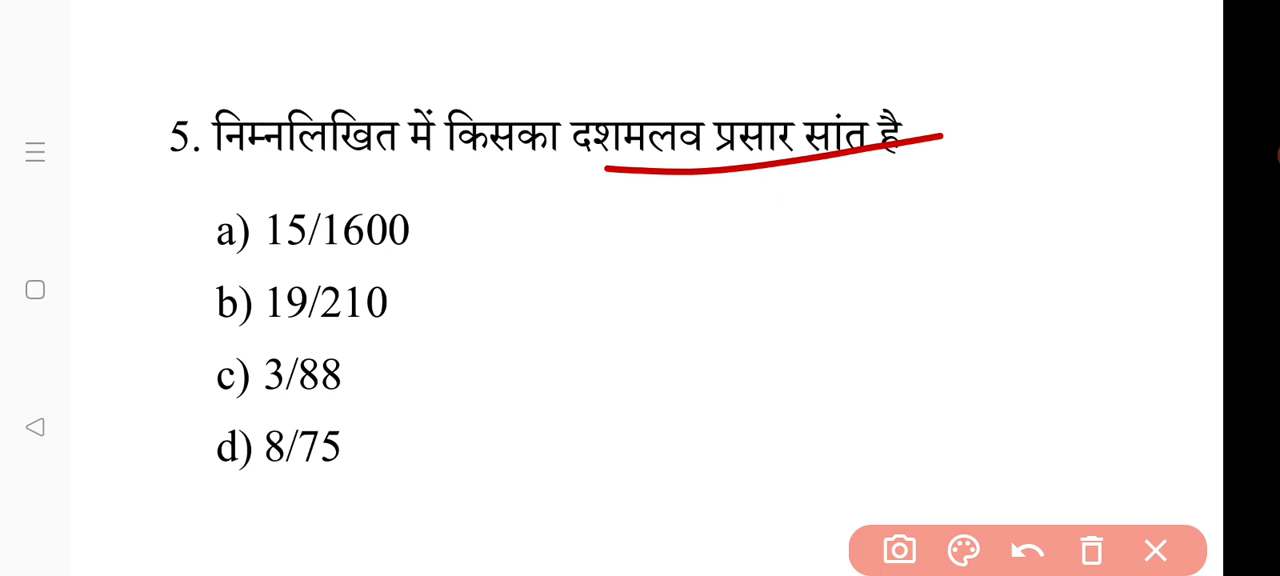 5. निम्नलिखित में किसका दशमलव प्रसार सांत है
a) 15/1600
b) 19/210
c) 3/88
d) 8/75